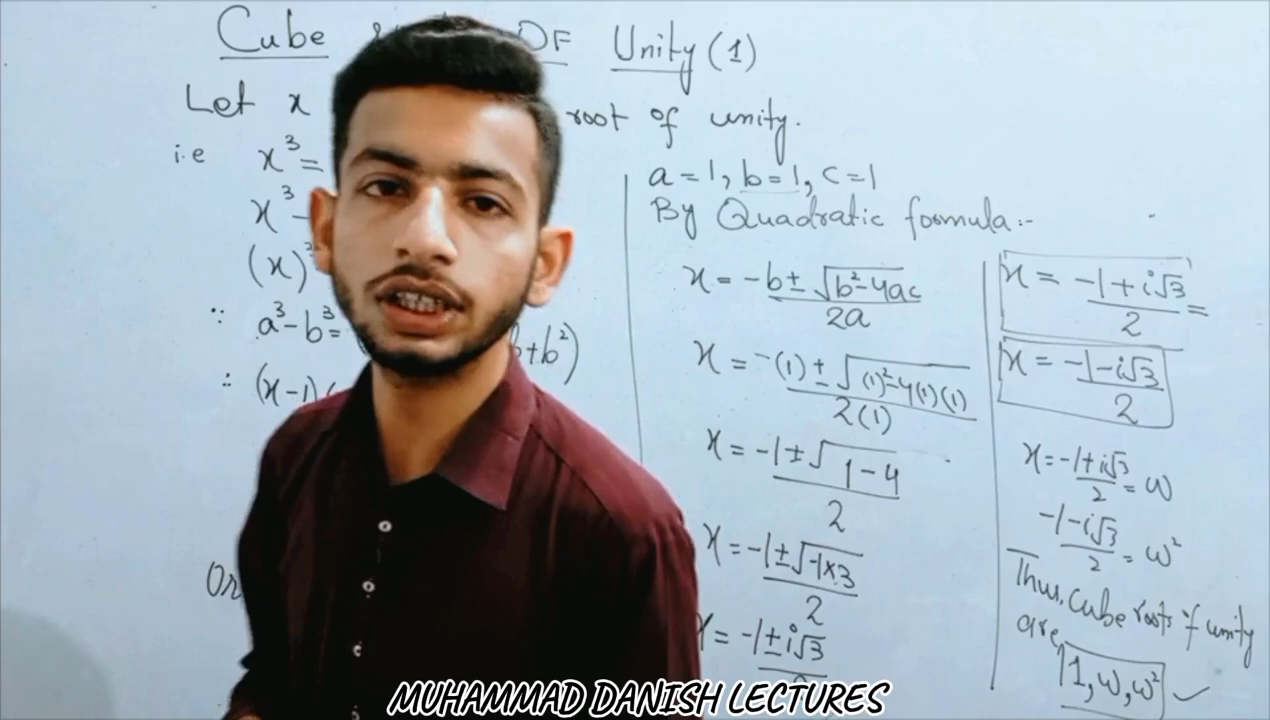 Cube OF Unity (1)
Let x root of unity.
i.e x³=
x³-
(x)³
∵ a³-b³= b+b²)
∴ (x-1)(
Or
a=1, b=1, c=1
By Quadratic formula:-
x = -b±√b²-4ac / 2a
x = -(1)±√(1)²-4(1)(1) / 2(1)
x = -1±√1-4 / 2
x = -1±√-1×3 / 2
x = -1±i√3
x = -1+i√3 / 2 =
x = -1-i√3 / 2
x = -1+i√3 / 2 = ω
-1-i√3 / 2 = ω²
Thus, cube roots of unity
are
1, ω, ω²
MUHAMMAD DANISH LECTURES